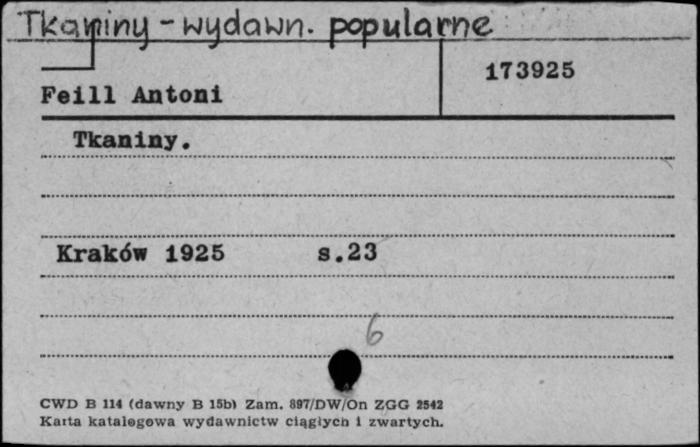 Tkaniny - wydawn. popularne
173925
Feill Antoni
Tkaniny.
Kraków 1925 s.23
6
CWD B 114 (dawny B 15b) Zam. 897/DW/On ZGG 2542
Karta katalogowa wydawnictw ciągłych i zwartych.